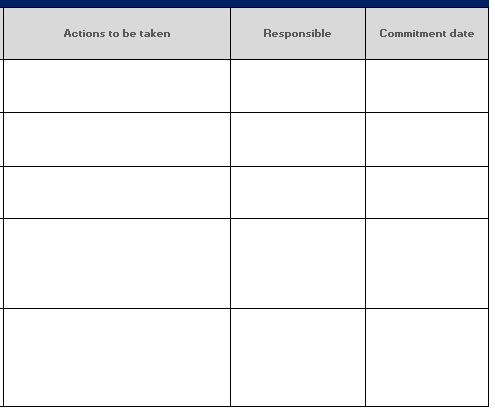 Actions to be taken Responsible Commitment date